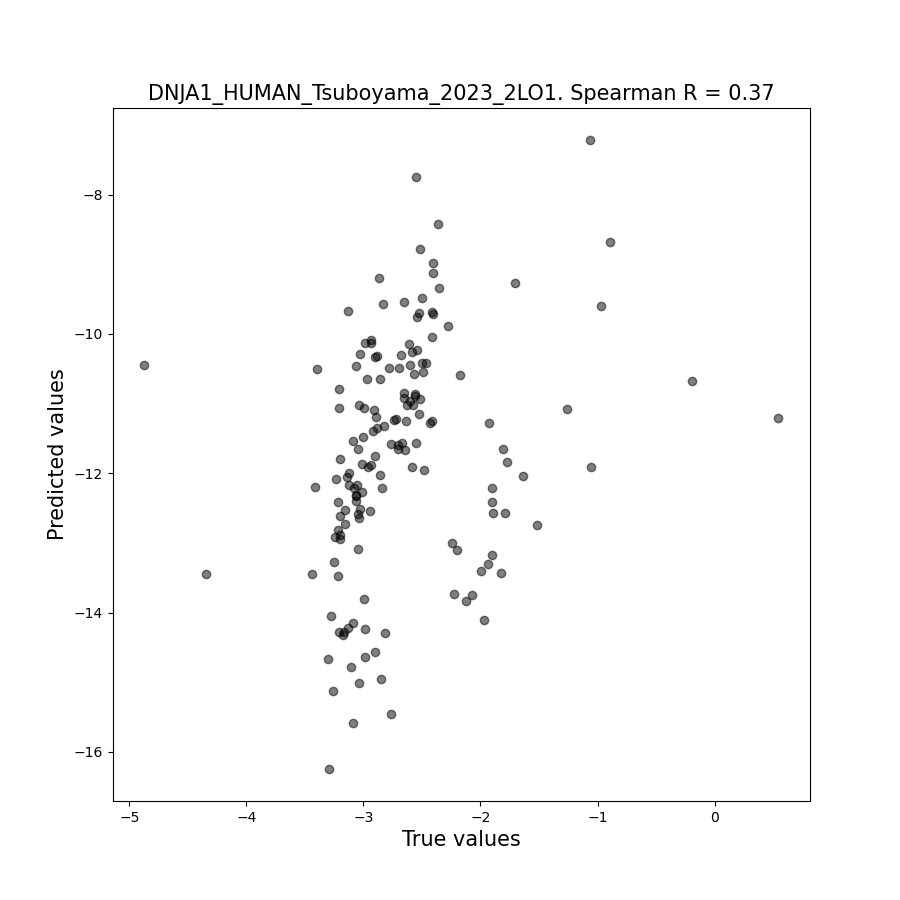 DNJA1_HUMAN_Tsuboyama_2023_2LO1. Spearman R = 0.37
Predicted values
−8
−10
−12
−14
−16
−5 −4 −3 −2 −1 0
True values